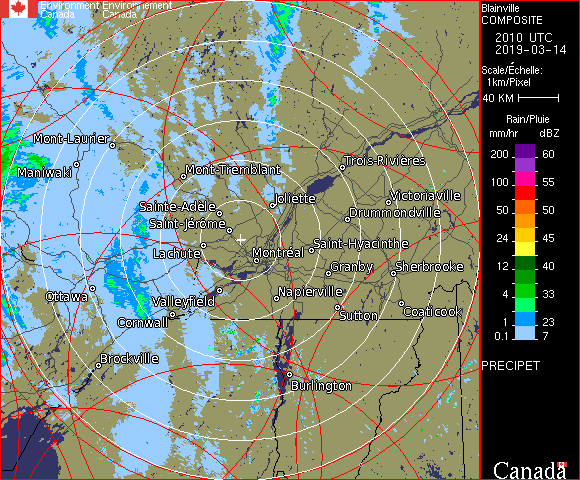 Environment Environnement
Canada Canada
Mont-Laurier
Maniwaki
Mont-Tremblant
Trois-Rivières
Sainte-Adèle
Joliette
Victoriaville
Saint-Jérôme
Drummondville
Lachute
Montréal
Saint-Hyacinthe
Granby
Sherbrooke
Ottawa
Valleyfield
Napierville
Cornwall
Sutton
Coaticook
Brockville
Burlington
Blainville
COMPOSITE
2010 UTC
2019-03-14
Scale/Échelle:
1km/Pixel
40 KM
Rain/Pluie
mm/hr dBZ
200 60
100 55
50 50
24 45
12 40
4 33
1 23
0.1 7
PRECIPET
Canada